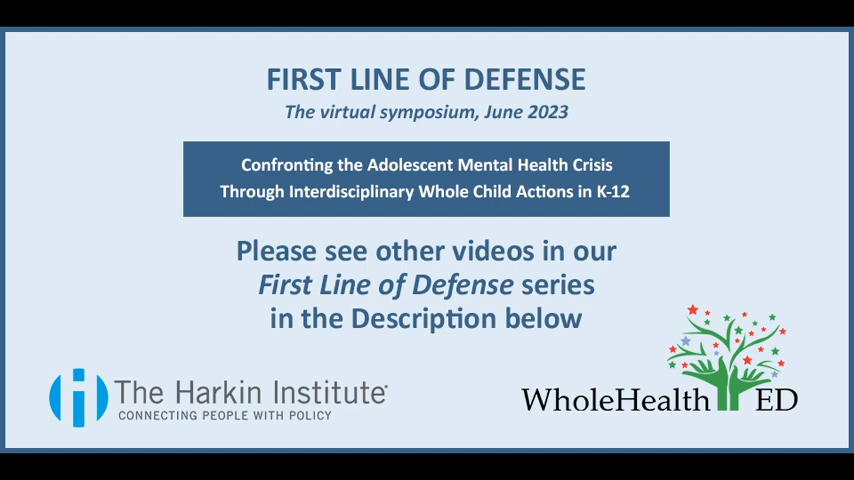 FIRST LINE OF DEFENSE
The virtual symposium, June 2023
Confronting the Adolescent Mental Health Crisis
Through Interdisciplinary Whole Child Actions in K-12
Please see other videos in our
First Line of Defense series
in the Description below
The Harkin Institute®
CONNECTING PEOPLE WITH POLICY
WholeHealth ED